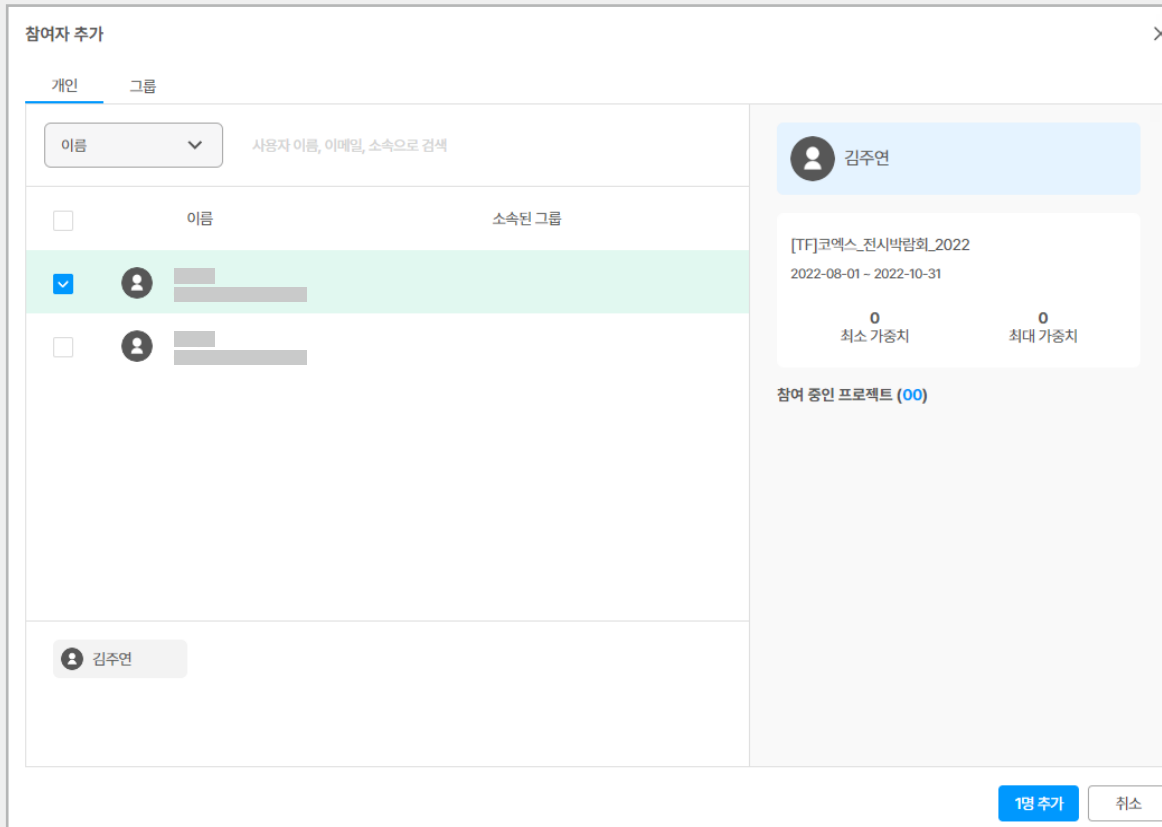 참여자 추가
개인 그룹
이름 사용자 이름, 이메일, 소속으로 검색
이름 소속된 그룹
김주연
김주연
[TF]코엑스_전시박람회_2022
2022-08-01 ~ 2022-10-31
0 0
최소 가중치 최대 가중치
참여 중인 프로젝트 (00)
1명 추가 취소